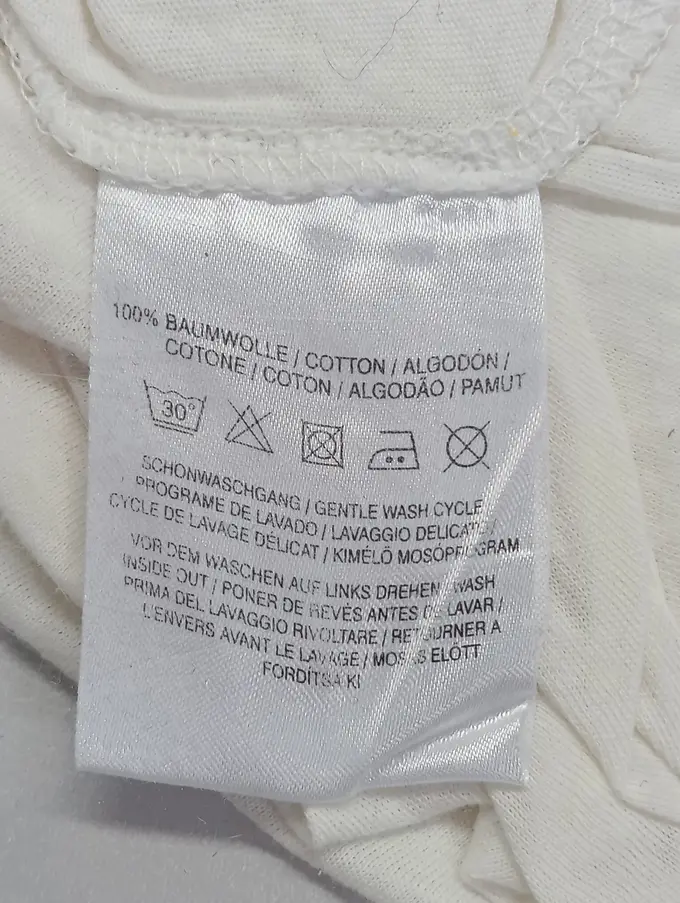 100% BAUMWOLLE / COTTON / ALGODÓN /
COTONE / COTON / ALGODÃO / PAMUT
30°
SCHONWASCHGANG / GENTLE WASH CYCLE
/ PROGRAME DE LAVADO / LAVAGGIO DELICATO /
CYCLE DE LAVAGE DÉLICAT / KIMÉLŐ MOSÓPROGRAM
VOR DEM WASCHEN AUF LINKS DREHEN / WASH
INSIDE OUT / PONER DE REVÉS ANTES DE LAVAR /
PRIMA DEL LAVAGGIO RIVOLTARE / RETOURNER A
L'ENVERS AVANT LE LAVAGE / MOSÁS ELŐTT
FORDÍTSA KI